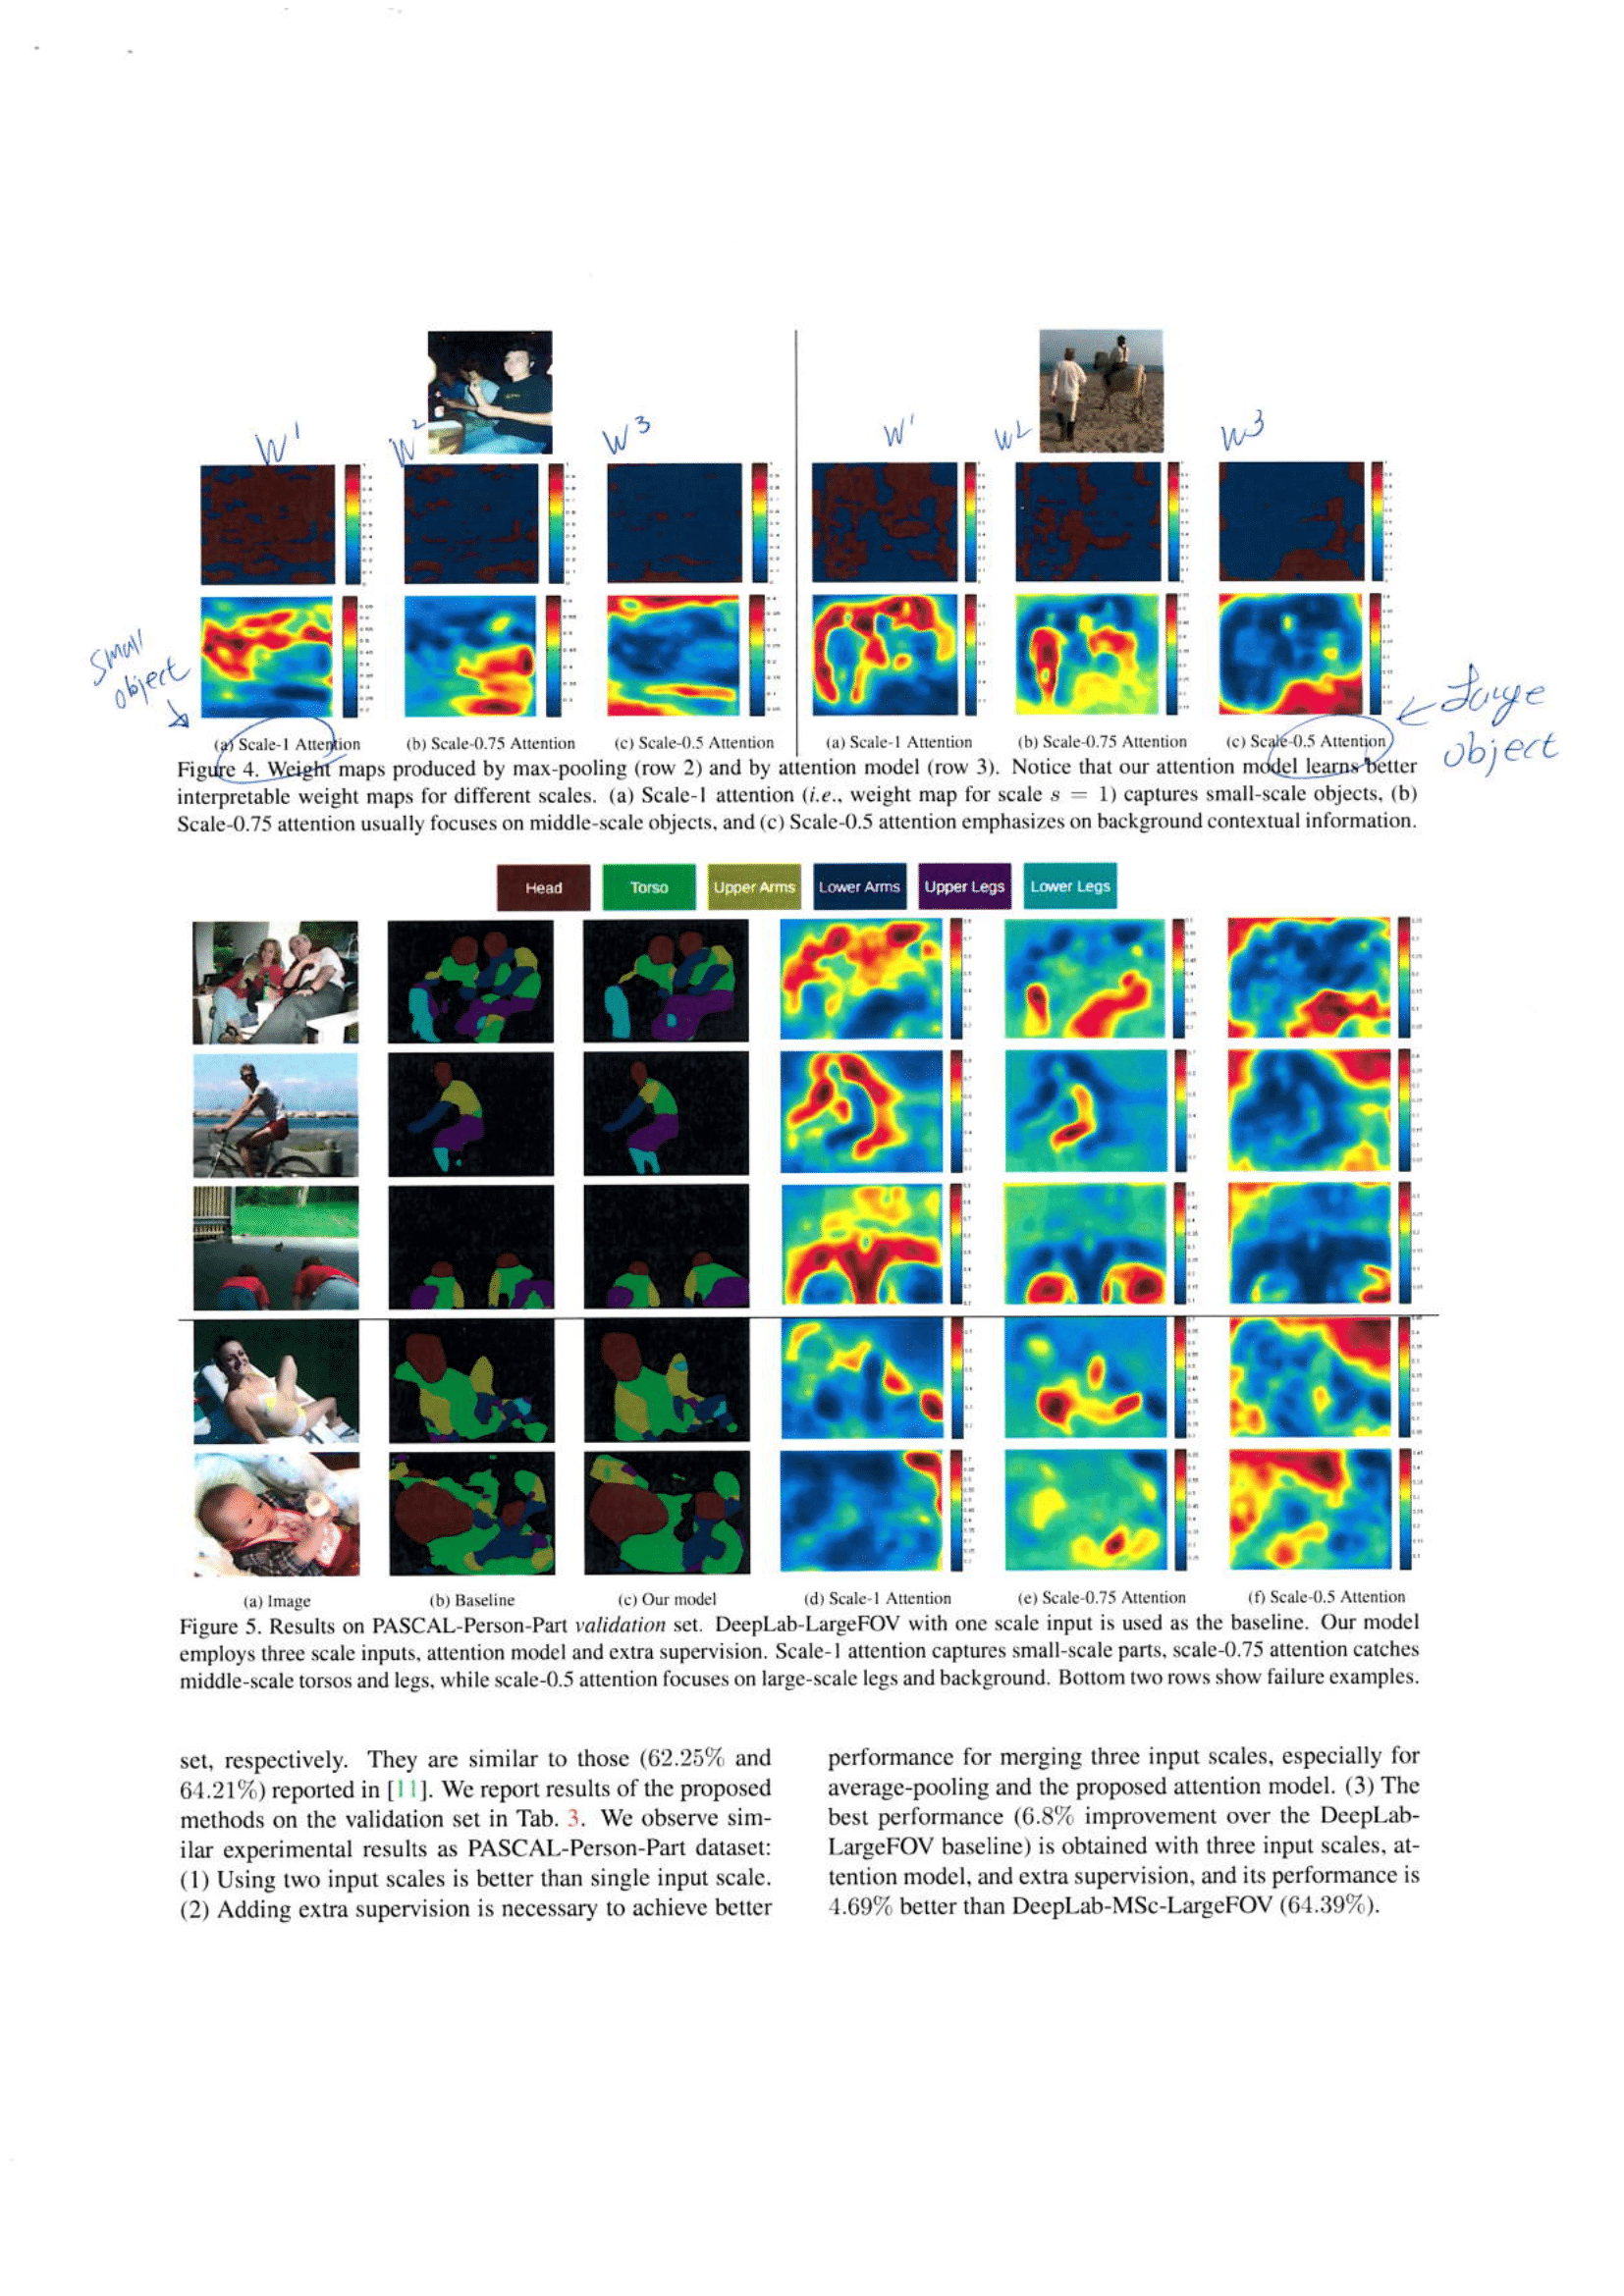 W1 W2 W3 W1 W2 W3
small
object
Large
object
(a) Scale-1 Attention (b) Scale-0.75 Attention (c) Scale-0.5 Attention (a) Scale-1 Attention (b) Scale-0.75 Attention (c) Scale-0.5 Attention
Figure 4. Weight maps produced by max-pooling (row 2) and by attention model (row 3). Notice that our attention model learns better
interpretable weight maps for different scales. (a) Scale-1 attention (i.e., weight map for scale s = 1) captures small-scale objects, (b)
Scale-0.75 attention usually focuses on middle-scale objects, and (c) Scale-0.5 attention emphasizes on background contextual information.
Head Torso Upper Arms Lower Arms Upper Legs Lower Legs
(a) Image (b) Baseline (c) Our model (d) Scale-1 Attention (e) Scale-0.75 Attention (f) Scale-0.5 Attention
Figure 5. Results on PASCAL-Person-Part validation set. DeepLab-LargeFOV with one scale input is used as the baseline. Our model
employs three scale inputs, attention model and extra supervision. Scale-1 attention captures small-scale parts, scale-0.75 attention catches
middle-scale torsos and legs, while scale-0.5 attention focuses on large-scale legs and background. Bottom two rows show failure examples.
set, respectively. They are similar to those (62.25% and
64.21%) reported in [11]. We report results of the proposed
methods on the validation set in Tab. 3. We observe sim-
ilar experimental results as PASCAL-Person-Part dataset:
(1) Using two input scales is better than single input scale.
(2) Adding extra supervision is necessary to achieve better
performance for merging three input scales, especially for
average-pooling and the proposed attention model. (3) The
best performance (6.8% improvement over the DeepLab-
LargeFOV baseline) is obtained with three input scales, at-
tention model, and extra supervision, and its performance is
4.69% better than DeepLab-MSc-LargeFOV (64.39%).